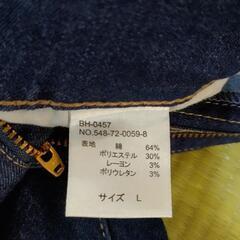 BH-0457
NO.548-72-0059-8
表地 綿 64%
ポリエステル 30%
レーヨン 3%
ポリウレタン 3%
サイズ L